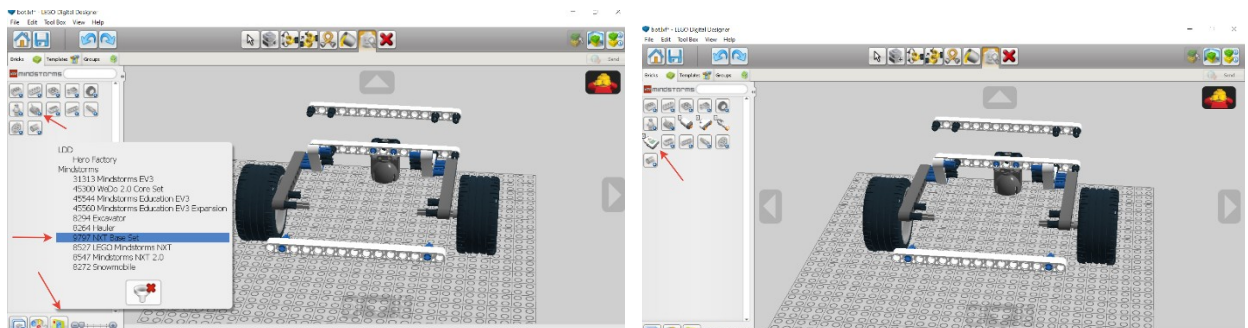 bot.lxf* - LEGO Digital Designer
File Edit Tool Box View Help
Bricks Templates Groups
Send
mindstorms
LDD
Hero Factory
Mindstorms
31313 Mindstorms EV3
45300 WeDo 2.0 Core Set
45544 Mindstorms Education EV3
45560 Mindstorms Education EV3 Expansion
8294 Excavator
8264 Hauler
9797 NXT Base Set
8527 LEGO Mindstorms NXT
8547 Mindstorms NXT 2.0
8272 Snowmobile
bot.lxf* - LEGO Digital Designer
File Edit Tool Box View Help
Bricks Templates Groups
Send
mindstorms